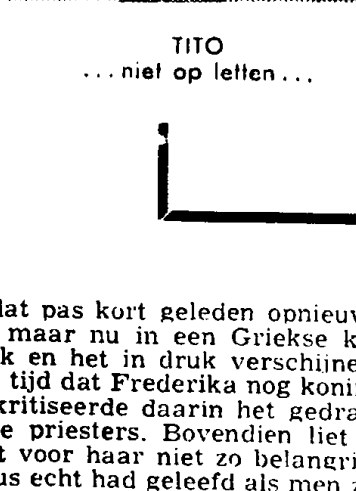 TITO
... niet op letten ...
dat pas kort geleden opnieuw
maar nu in een Griekse k
k en het in druk verschijne
tijd dat Frederika nog koni
kritiseerde daarin het gedra
e priesters. Bovendien liet
t voor haar niet zo belangri
us echt had geleefd als men z